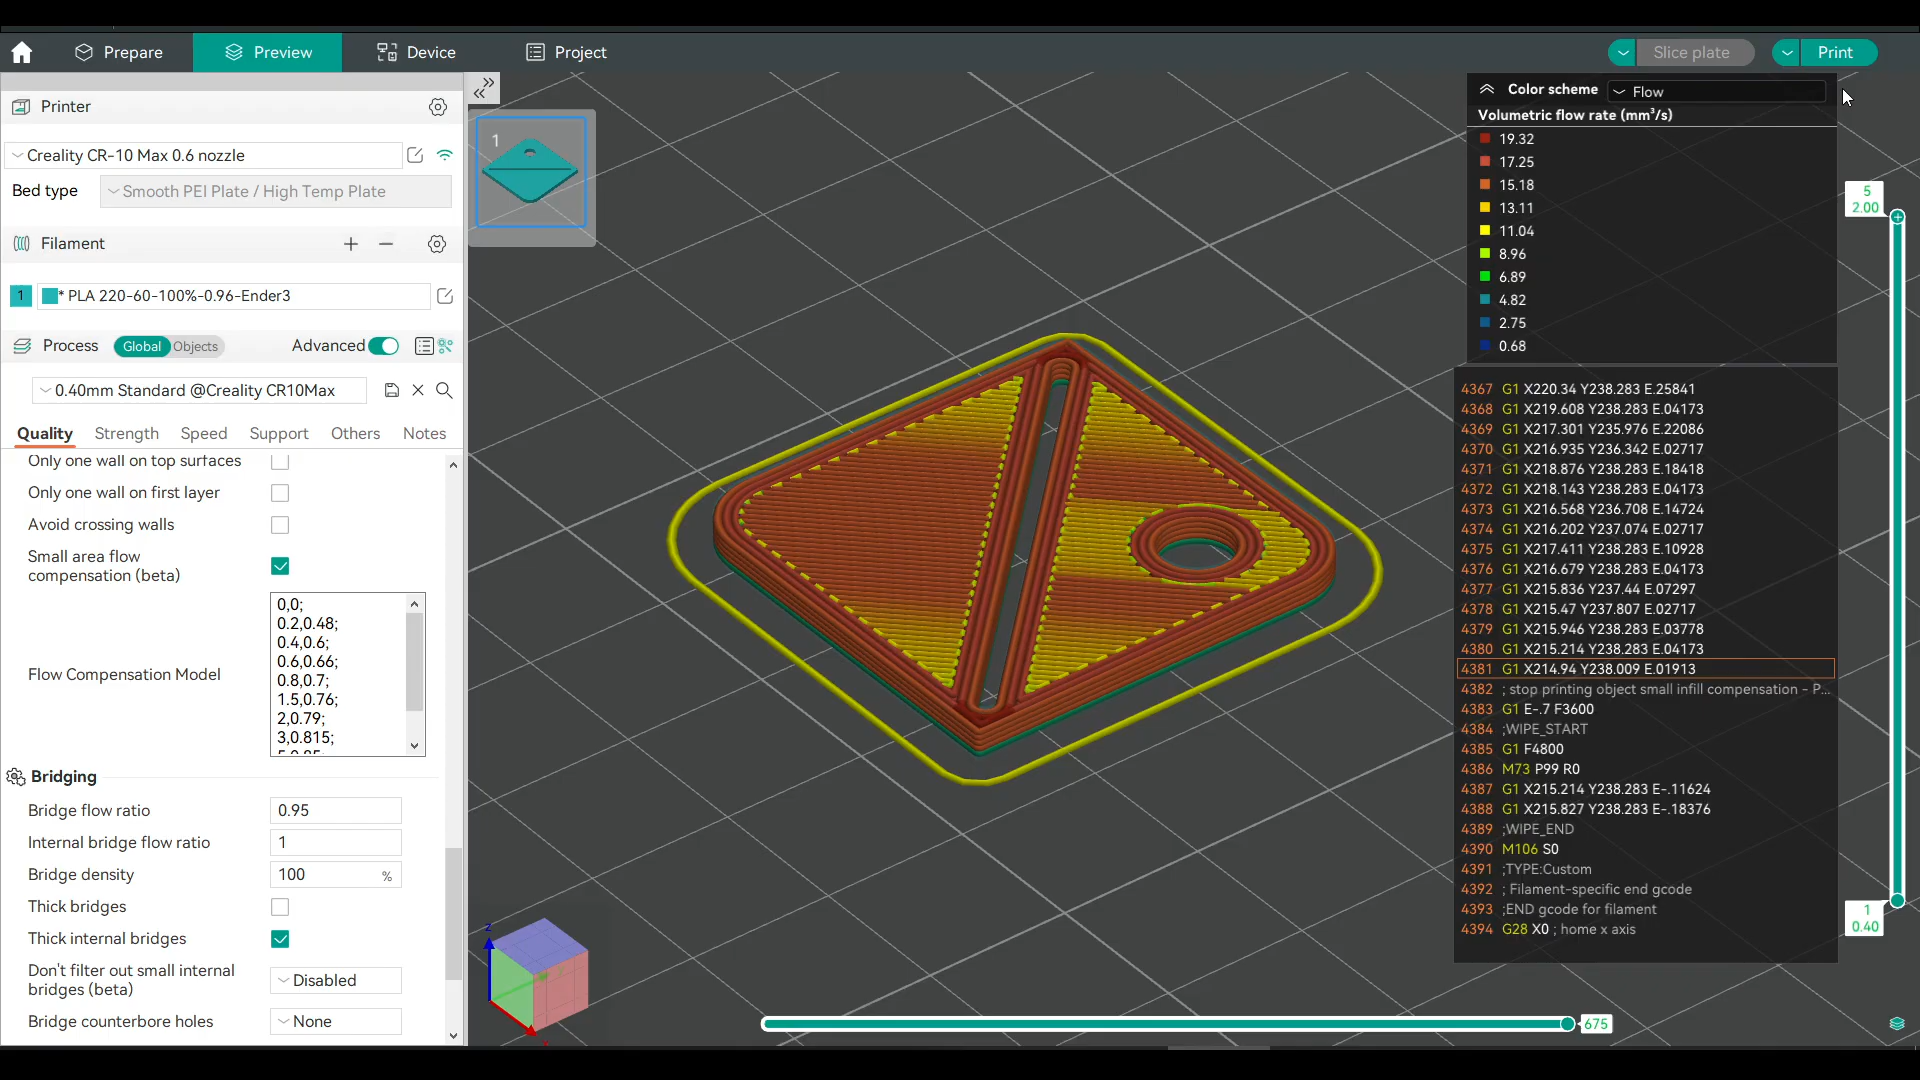 Prepare
Preview
Device
Project
Slice plate
Print
Printer
Creality CR-10 Max 0.6 nozzle
Bed type
Smooth PEI Plate / High Temp Plate
Filament
1
* PLA 220-60-100%-0.96-Ender3
Process
Global
Objects
Advanced
0.40mm Standard @Creality CR10Max
Quality
Strength
Speed
Support
Others
Notes
Only one wall on top surfaces
Only one wall on first layer
Avoid crossing walls
Small area flow
compensation (beta)
Flow Compensation Model
0,0;
0.2,0.48;
0.4,0.6;
0.6,0.66;
0.8,0.7;
1.5,0.76;
2,0.79;
3,0.815;
Bridging
Bridge flow ratio
0.95
Internal bridge flow ratio
1
Bridge density
100
%
Thick bridges
Thick internal bridges
Don't filter out small internal
bridges (beta)
Disabled
Bridge counterbore holes
None
1
z
Color scheme
Flow
Volumetric flow rate (mm³/s)
19.32
17.25
15.18
13.11
11.04
8.96
6.89
4.82
2.75
0.68
4367 G1 X220.34 Y238.283 E.25841
4368 G1 X219.608 Y238.283 E.04173
4369 G1 X217.301 Y235.976 E.22086
4370 G1 X216.935 Y236.342 E.02717
4371 G1 X218.876 Y238.283 E.18418
4372 G1 X218.143 Y238.283 E.04173
4373 G1 X216.568 Y236.708 E.14724
4374 G1 X216.202 Y237.074 E.02717
4375 G1 X217.411 Y238.283 E.10928
4376 G1 X216.679 Y238.283 E.04173
4377 G1 X215.836 Y237.44 E.07297
4378 G1 X215.47 Y237.807 E.02717
4379 G1 X215.946 Y238.283 E.03778
4380 G1 X215.214 Y238.283 E.04173
4381 G1 X214.94 Y238.009 E.01913
4382 ; stop printing object small infill compensation - P...
4383 G1 E-.7 F3600
4384 ;WIPE_START
4385 G1 F4800
4386 M73 P99 R0
4387 G1 X215.214 Y238.283 E-.11624
4388 G1 X215.827 Y238.283 E-.18376
4389 ;WIPE_END
4390 M106 S0
4391 ;TYPE:Custom
4392 ; Filament-specific end gcode
4393 ;END gcode for filament
4394 G28 X0 ; home x axis
5
2.00
1
0.40
675